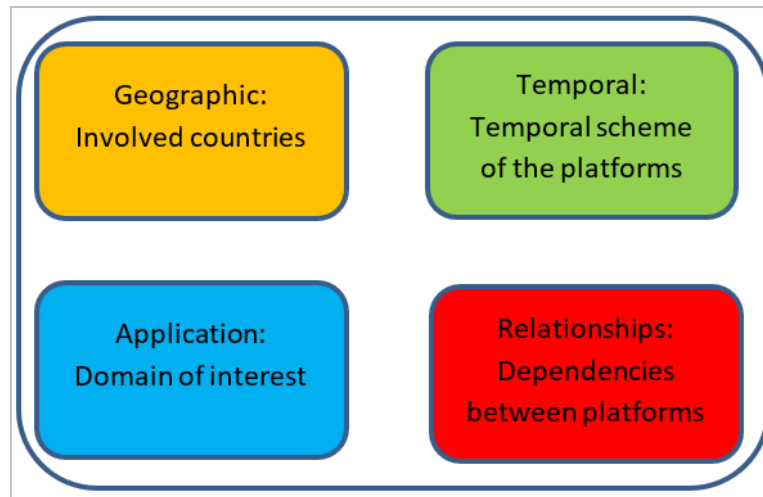 Geographic:
Involved countries
Temporal:
Temporal scheme
of the platforms
Application:
Domain of interest
Relationships:
Dependencies
between platforms